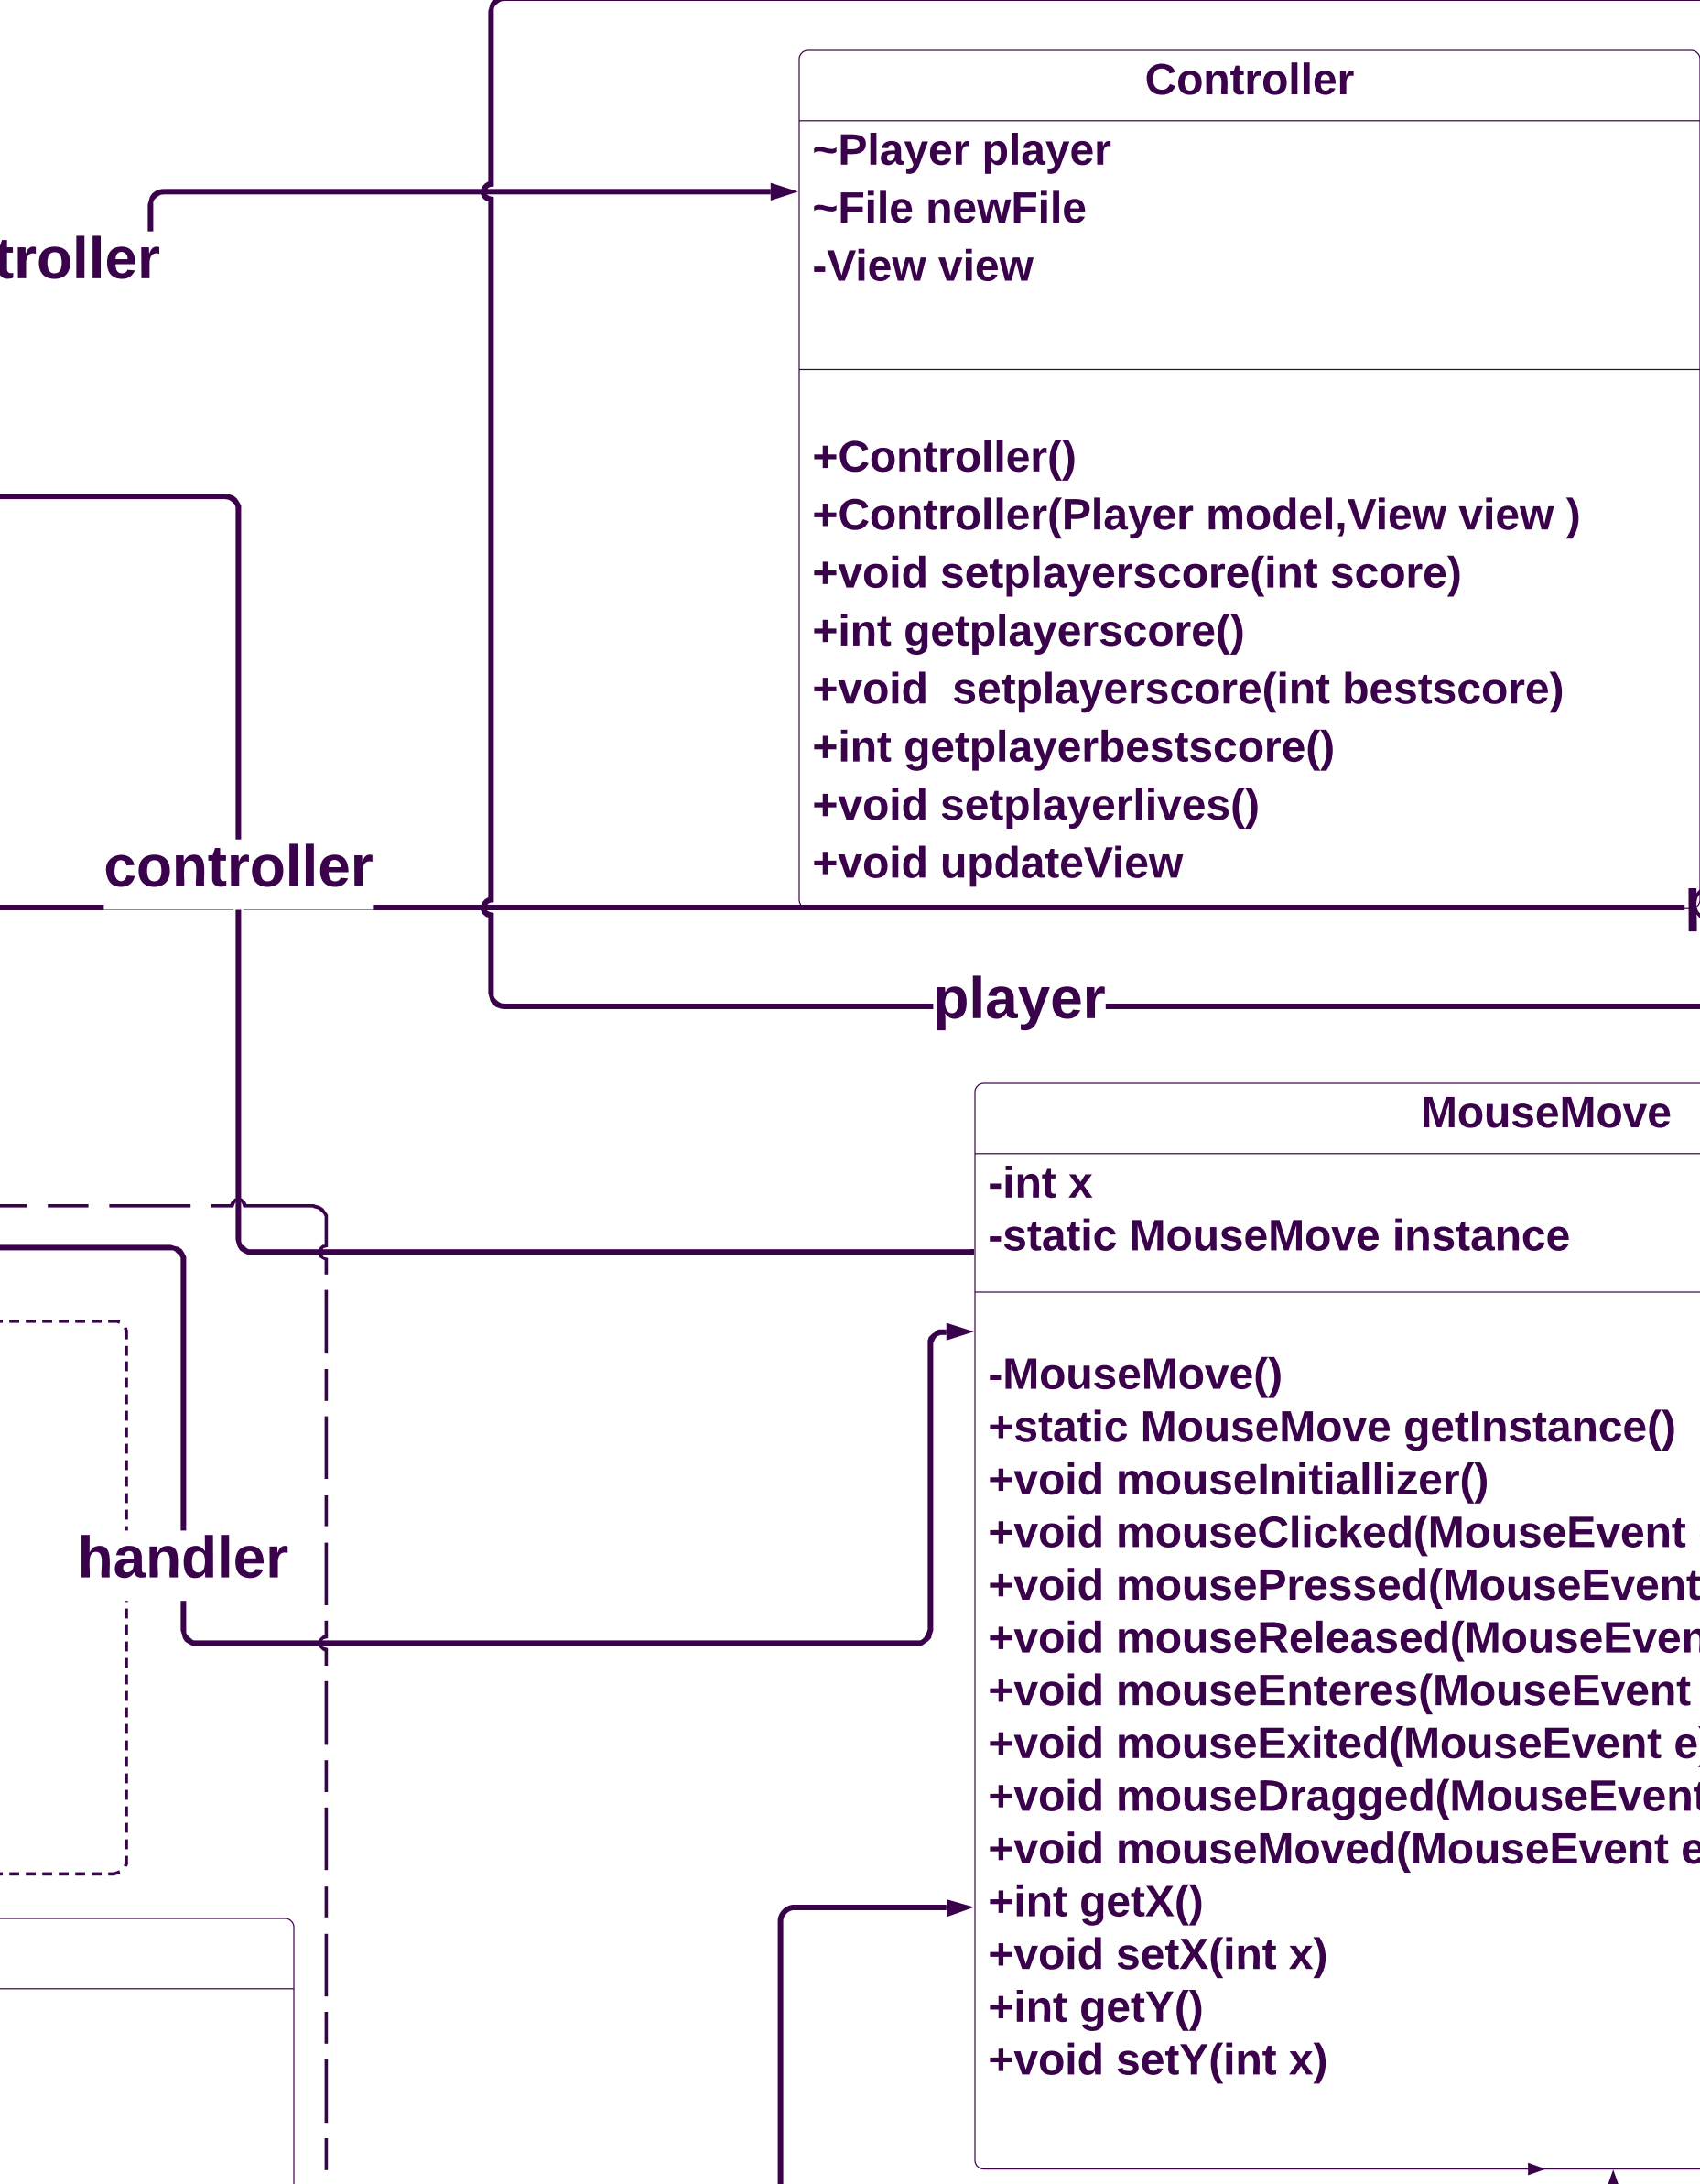 Controller
~Player player
~File newFile
-View view
troller
+Controller()
+Controller(Player model,View view )
+void setplayerscore(int score)
+int getplayerscore()
+void  setplayerscore(int bestscore)
+int getplayerbestscore()
+void setplayerlives()
+void updateView
controller
player
MouseMove
-int x
-static MouseMove instance
-MouseMove()
+static MouseMove getInstance()
+void mouseInitiallizer()
+void mouseClicked(MouseEvent
+void mousePressed(MouseEvent
+void mouseReleased(MouseEven
+void mouseEnteres(MouseEvent
+void mouseExited(MouseEvent e)
+void mouseDragged(MouseEvent
+void mouseMoved(MouseEvent e
+int getX()
+void setX(int x)
+int getY()
+void setY(int x)
handler